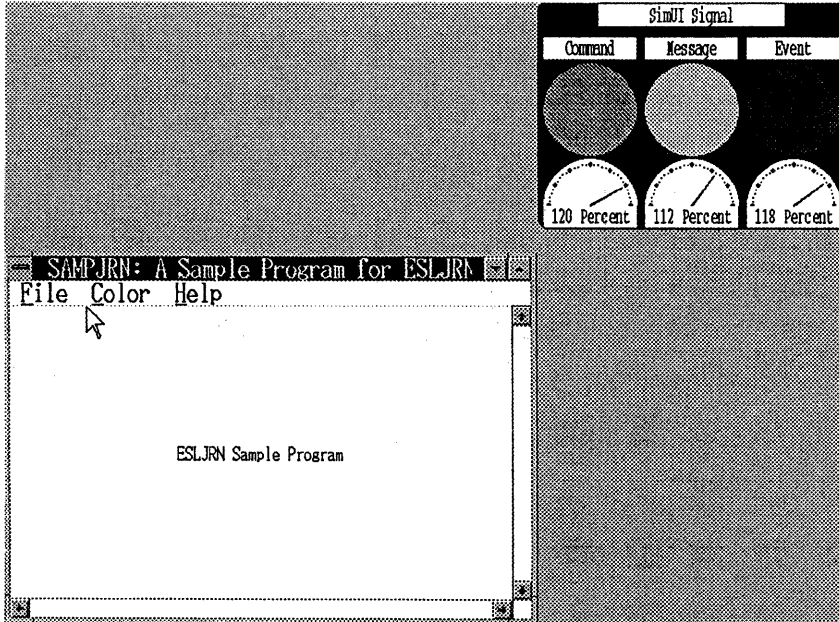 SimUI Signal
Command Message Event
120 Percent 112 Percent 118 Percent
SAMPJRN: A Sample Program for ESLJRN
File Color Help
ESLJRN Sample Program